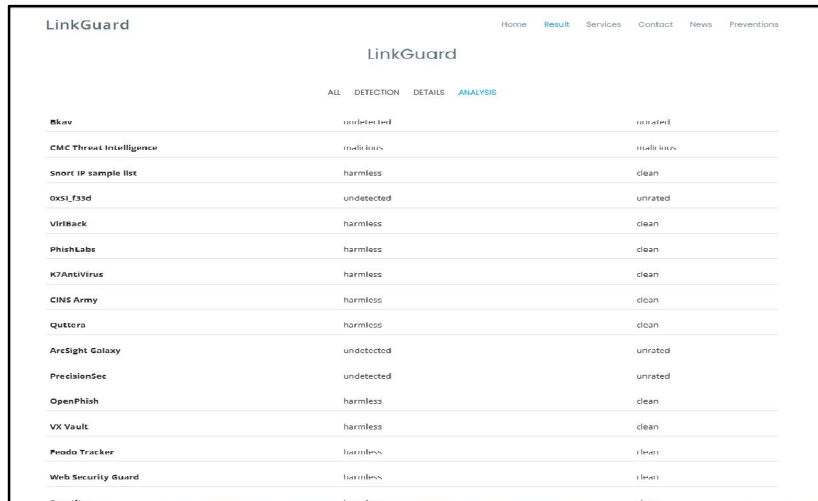 LinkGuard Home Result Services Contact News Preventions
LinkGuard
ALL DETECTION DETAILS ANALYSIS
Bkav undetected unrated
CMC Threat Intelligence malicious malicious
Snort IP sample list harmless clean
0xSI_f33d undetected unrated
ViriBack harmless clean
PhishLabs harmless clean
K7AntiVirus harmless clean
CINS Army harmless clean
Quttera harmless clean
ArcSight Galaxy undetected unrated
PrecisionSec undetected unrated
OpenPhish harmless clean
VX Vault harmless clean
Feodo Tracker harmless clean
Web Security Guard harmless clean